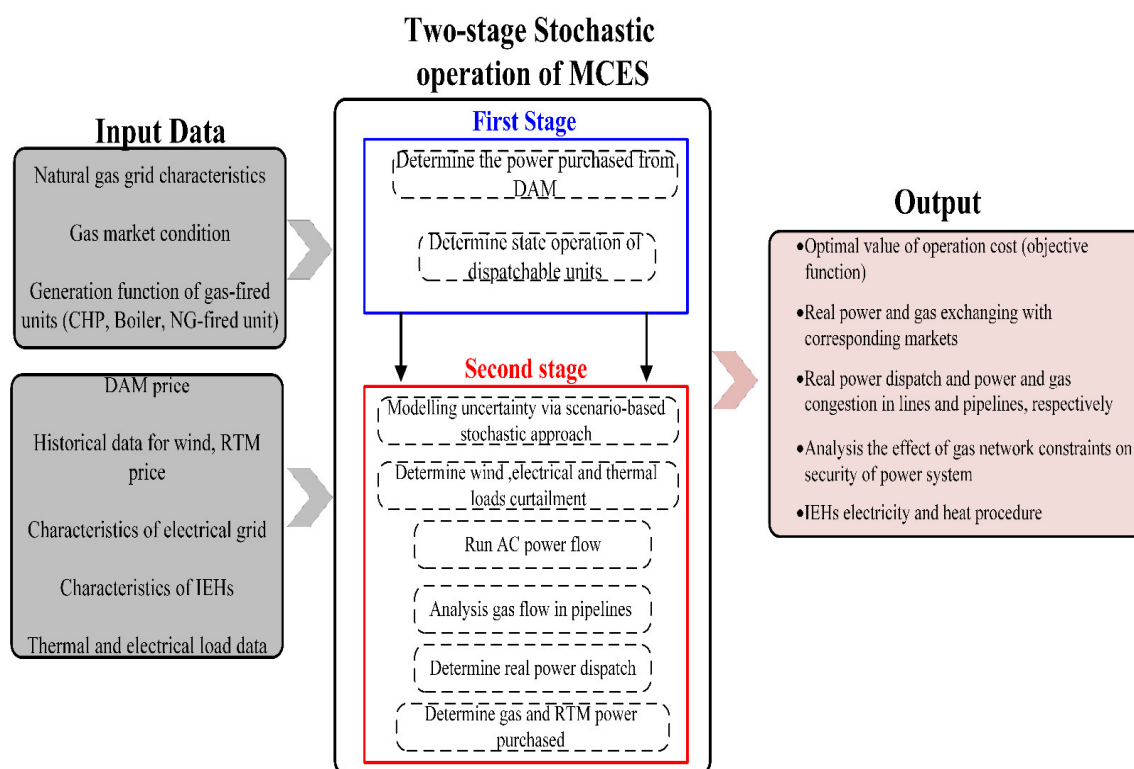 Two-stage Stochastic
operation of MCES
Input Data
Natural gas grid characteristics
Gas market condition
Generation function of gas-fired
units (CHP, Boiler, NG-fired unit)
DAM price
Historical data for wind, RTM
price
Characteristics of electrical grid
Characteristics of IEHs
Thermal and electrical load data
First Stage
Determine the power purchased from
DAM
Determine state operation of
dispatchable units
Second stage
Modelling uncertainty via scenario-based
stochastic approach
Determine wind ,electrical and thermal
loads curtailment
Run AC power flow
Analysis gas flow in pipelines
Determine real power dispatch
Determine gas and RTM power
purchased
Output
•Optimal value of operation cost (objective
function)
•Real power and gas exchanging with
corresponding markets
•Real power dispatch and power and gas
congestion in lines and pipelines, respectively
•Analysis the effect of gas network constraints on
security of power system
•IEHs electricity and heat procedure